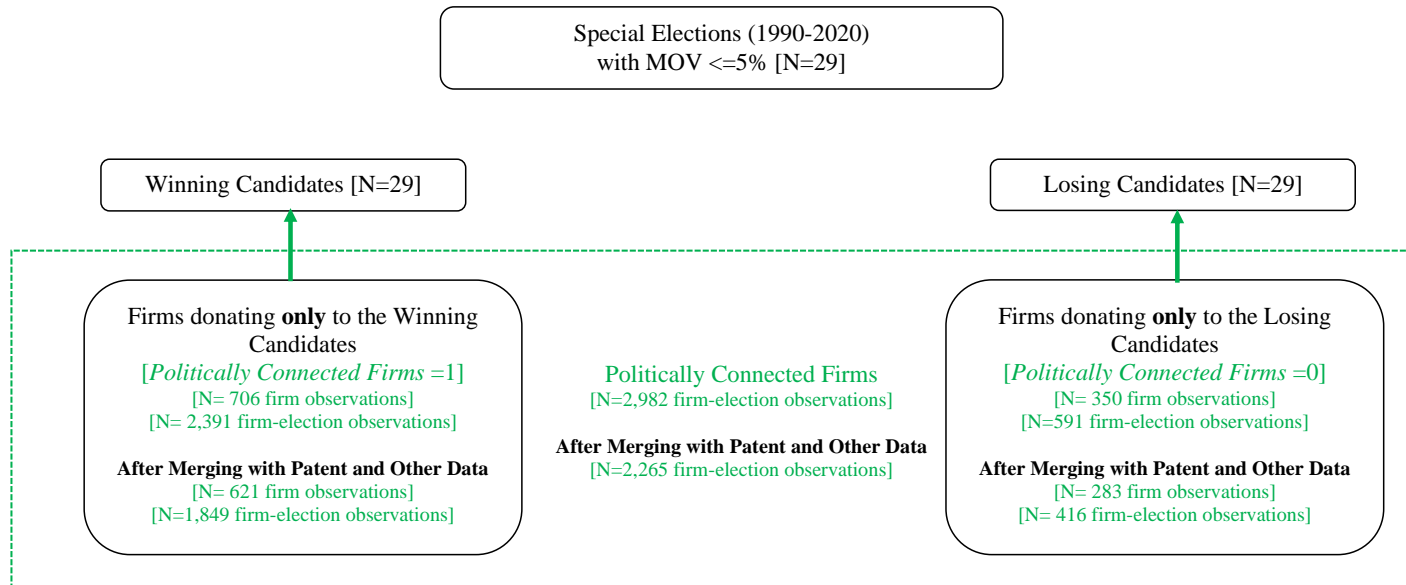 Special Elections (1990-2020)
with MOV <=5% [N=29]
Winning Candidates [N=29]
Losing Candidates [N=29]
Firms donating only to the Winning
Candidates
[Politically Connected Firms =1]
[N= 706 firm observations]
[N= 2,391 firm-election observations]
After Merging with Patent and Other Data
[N= 621 firm observations]
[N=1,849 firm-election observations]
Politically Connected Firms
[N=2,982 firm-election observations]
After Merging with Patent and Other Data
[N=2,265 firm-election observations]
Firms donating only to the Losing
Candidates
[Politically Connected Firms =0]
[N= 350 firm observations]
[N=591 firm-election observations]
After Merging with Patent and Other Data
[N= 283 firm observations]
[N= 416 firm-election observations]